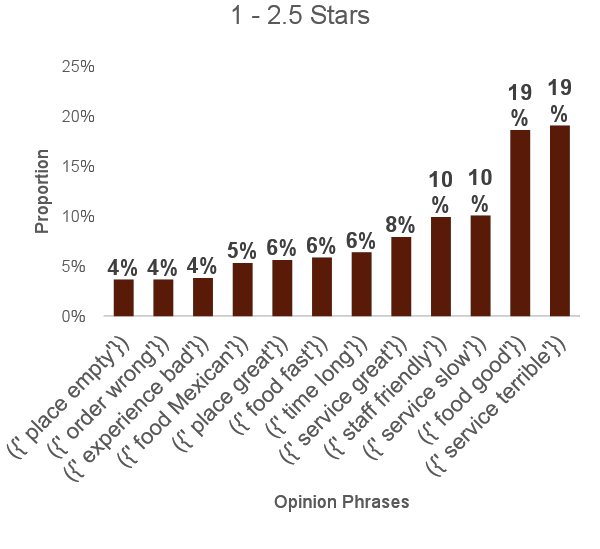 1 - 2.5 Stars
25%
20%
15%
10%
5%
0%
Proportion
4%
4%
4%
5%
6%
6%
6%
8%
10
%
10
%
19
%
19
%
({' place empty'})
({' order wrong'})
({' experience bad'})
({' food Mexican'})
({' place great'})
({' food fast'})
({' time long'})
({' service great'})
({' staff friendly'})
({' service slow'})
({' food good'})
({' service terrible'})
Opinion Phrases